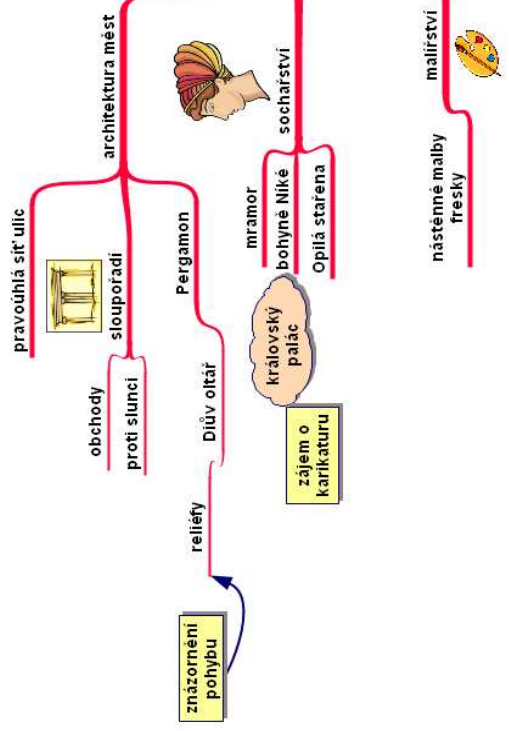 architektura měst
pravoúhlá síť ulic
sloupořadí
obchody
proti slunci
Pergamon
Diův oltář
reliéfy
znázornění
pohybu
sochařství
mramor
bohyně Niké
Opilá stařena
královský
palác
zájem o
karikaturu
malířství
nástěnné malby
fresky